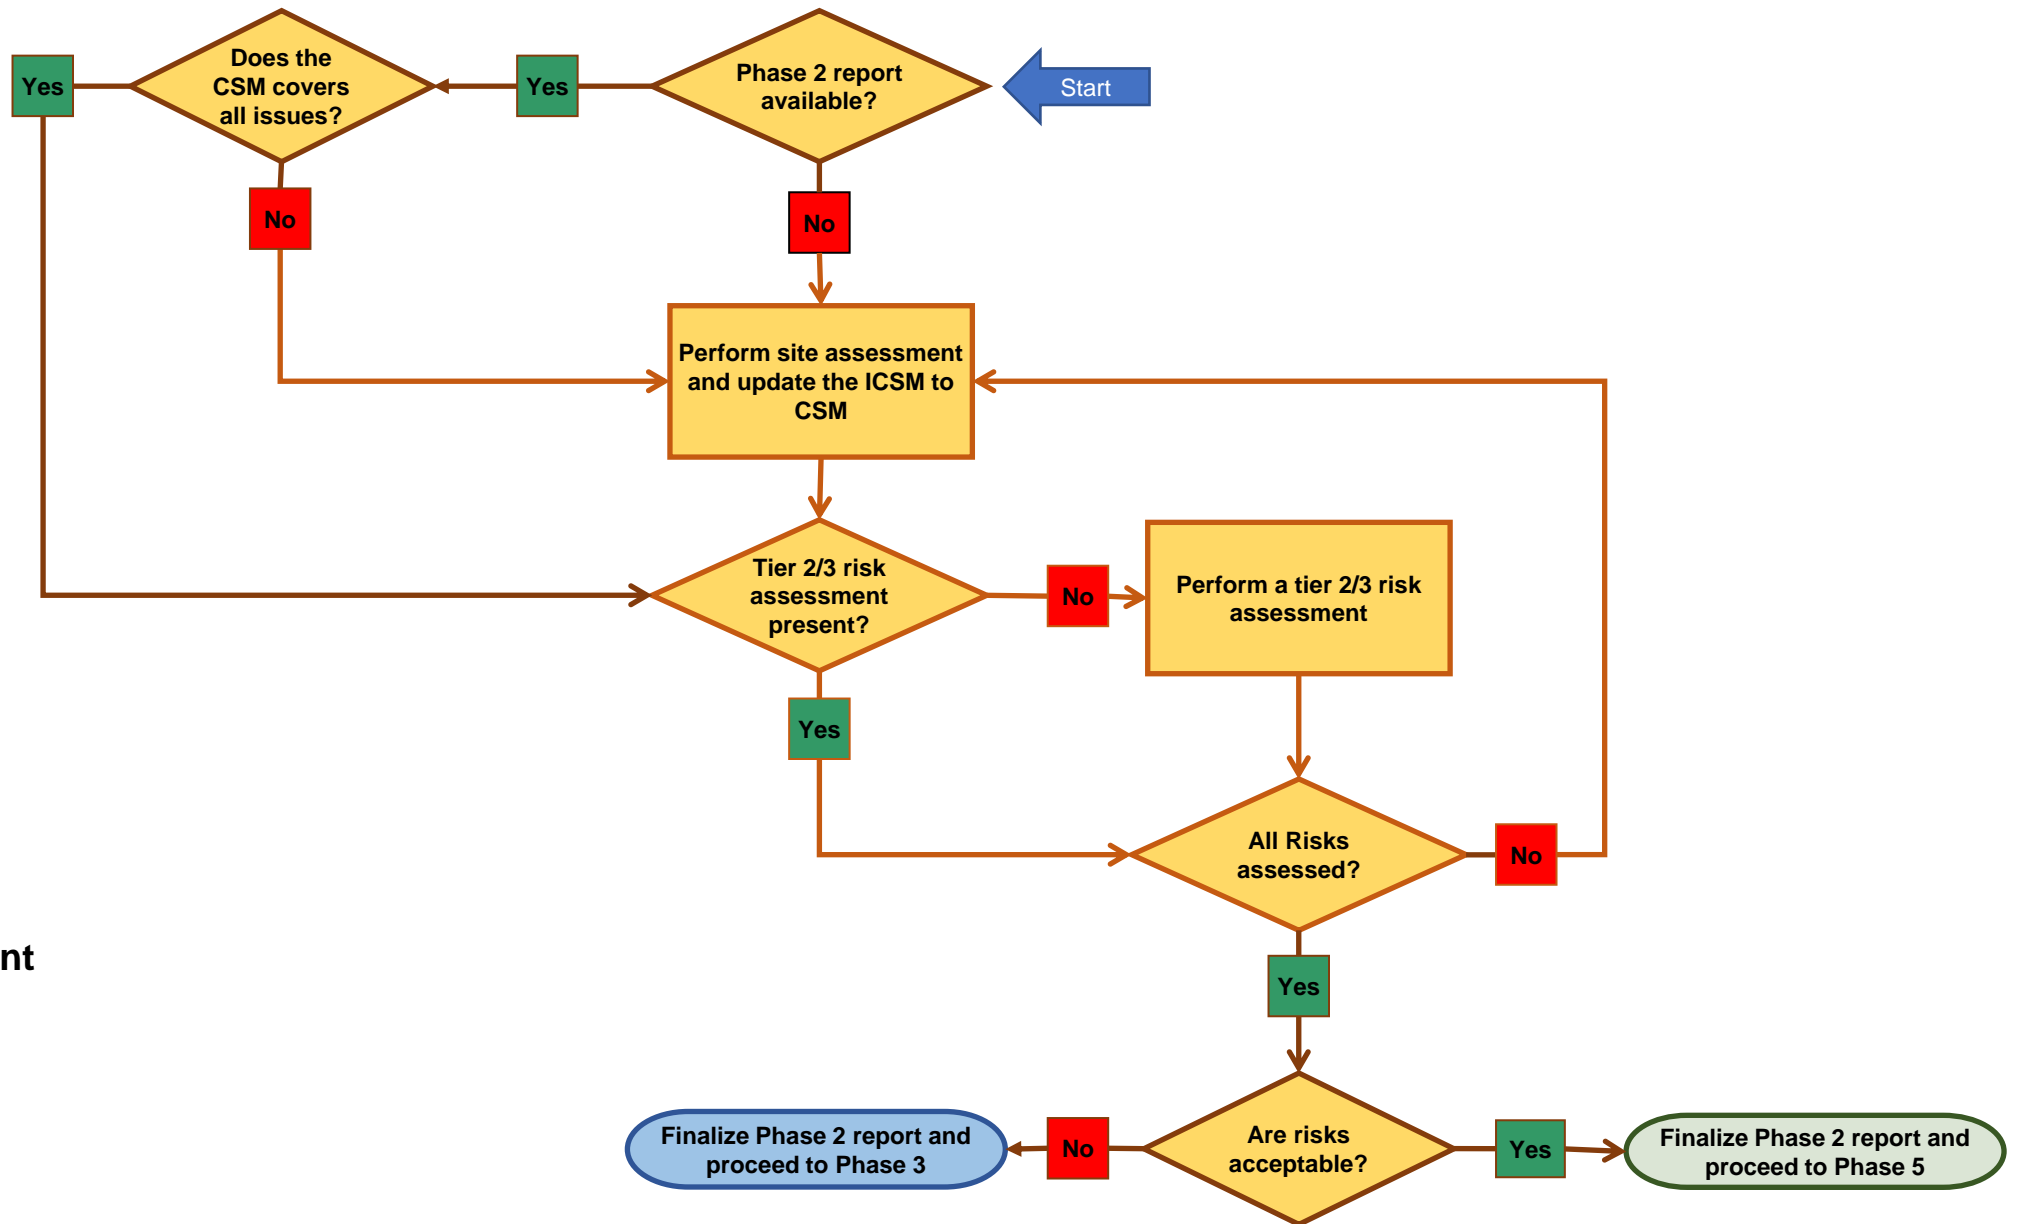 Does the
CSM covers
all issues?
Yes
Yes
Phase 2 report
available?
Start
No
No
Perform site assessment
and update the ICSM to
CSM
Tier 2/3 risk
assessment
present?
No
Perform a tier 2/3 risk
assessment
Yes
All Risks
assessed?
No
nt
Yes
Finalize Phase 2 report and
proceed to Phase 3
No
Are risks
acceptable?
Yes
Finalize Phase 2 report and
proceed to Phase 5